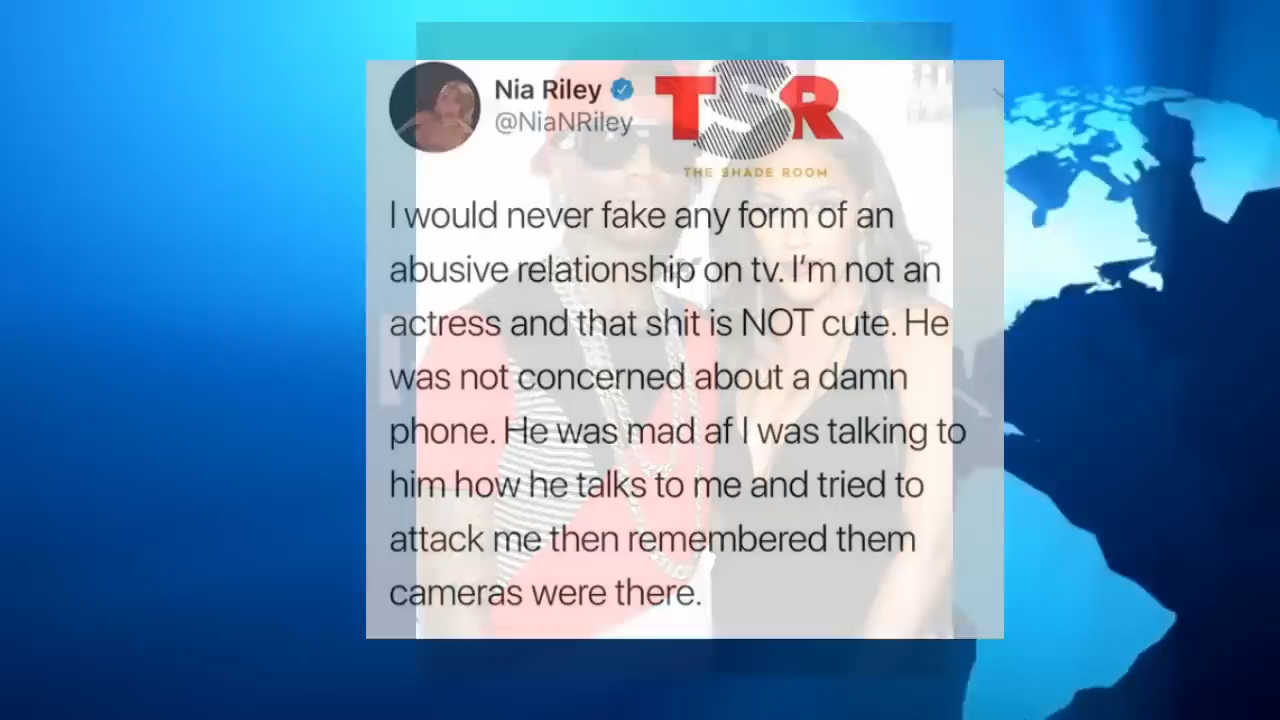 Nia Riley
@NiaNRiley
TSR
THE SHADE ROOM
I would never fake any form of an
abusive relationship on tv. I’m not an
actress and that shit is NOT cute. He
was not concerned about a damn
phone. He was mad af I was talking to
him how he talks to me and tried to
attack me then remembered them
cameras were there.